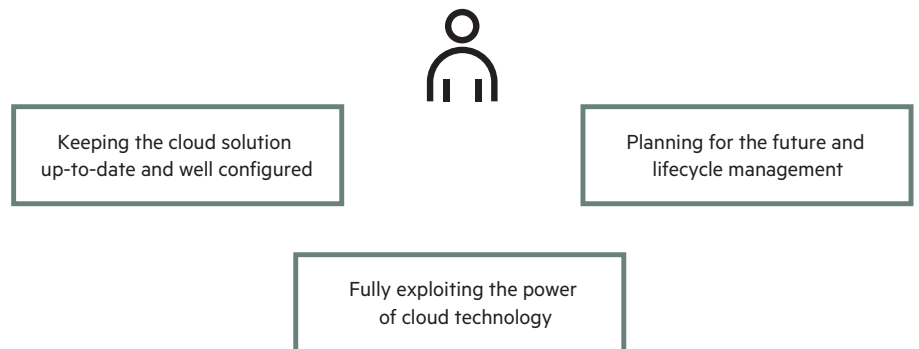 Keeping the cloud solution
up-to-date and well configured
Planning for the future and
lifecycle management
Fully exploiting the power
of cloud technology